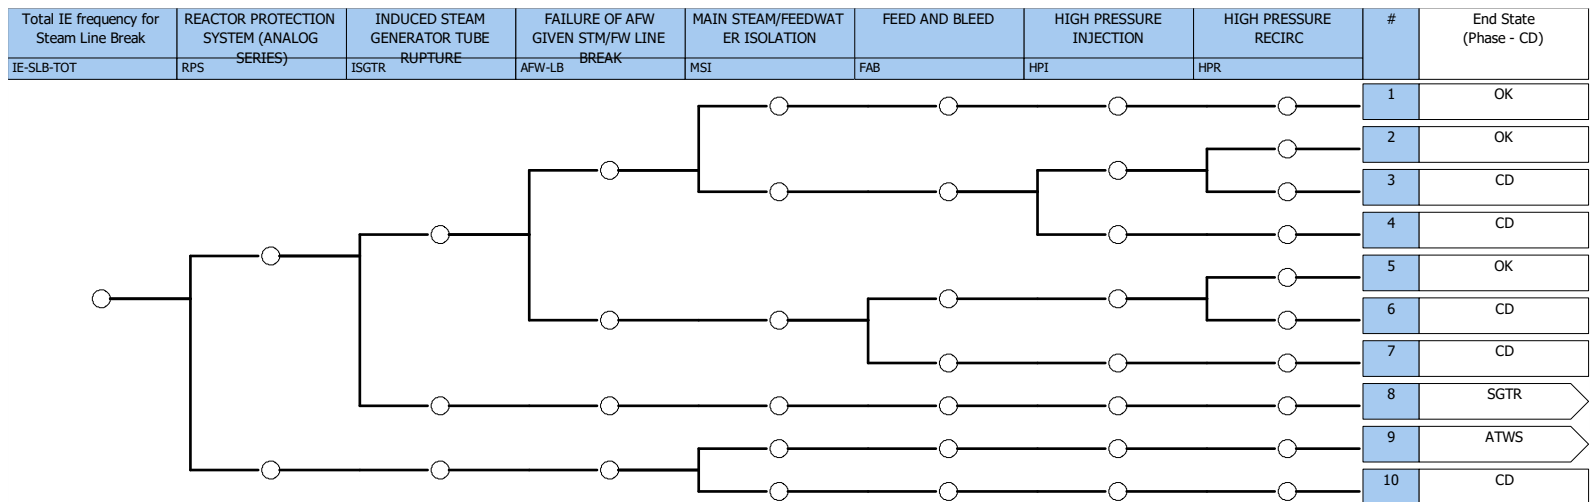 Total IE frequency for
Steam Line Break
IE-SLB-TOT
REACTOR PROTECTION
SYSTEM (ANALOG
SERIES)
RPS
INDUCED STEAM
GENERATOR TUBE
RUPTURE
ISGTR
FAILURE OF AFW
GIVEN STM/FW LINE
BREAK
AFW-LB
MAIN STEAM/FEEDWAT
ER ISOLATION
MSI
FEED AND BLEED
FAB
HIGH PRESSURE
INJECTION
HPI
HIGH PRESSURE
RECIRC
HPR
#
End State
(Phase - CD)
1 OK
2 OK
3 CD
4 CD
5 OK
6 CD
7 CD
8 SGTR
9 ATWS
10 CD